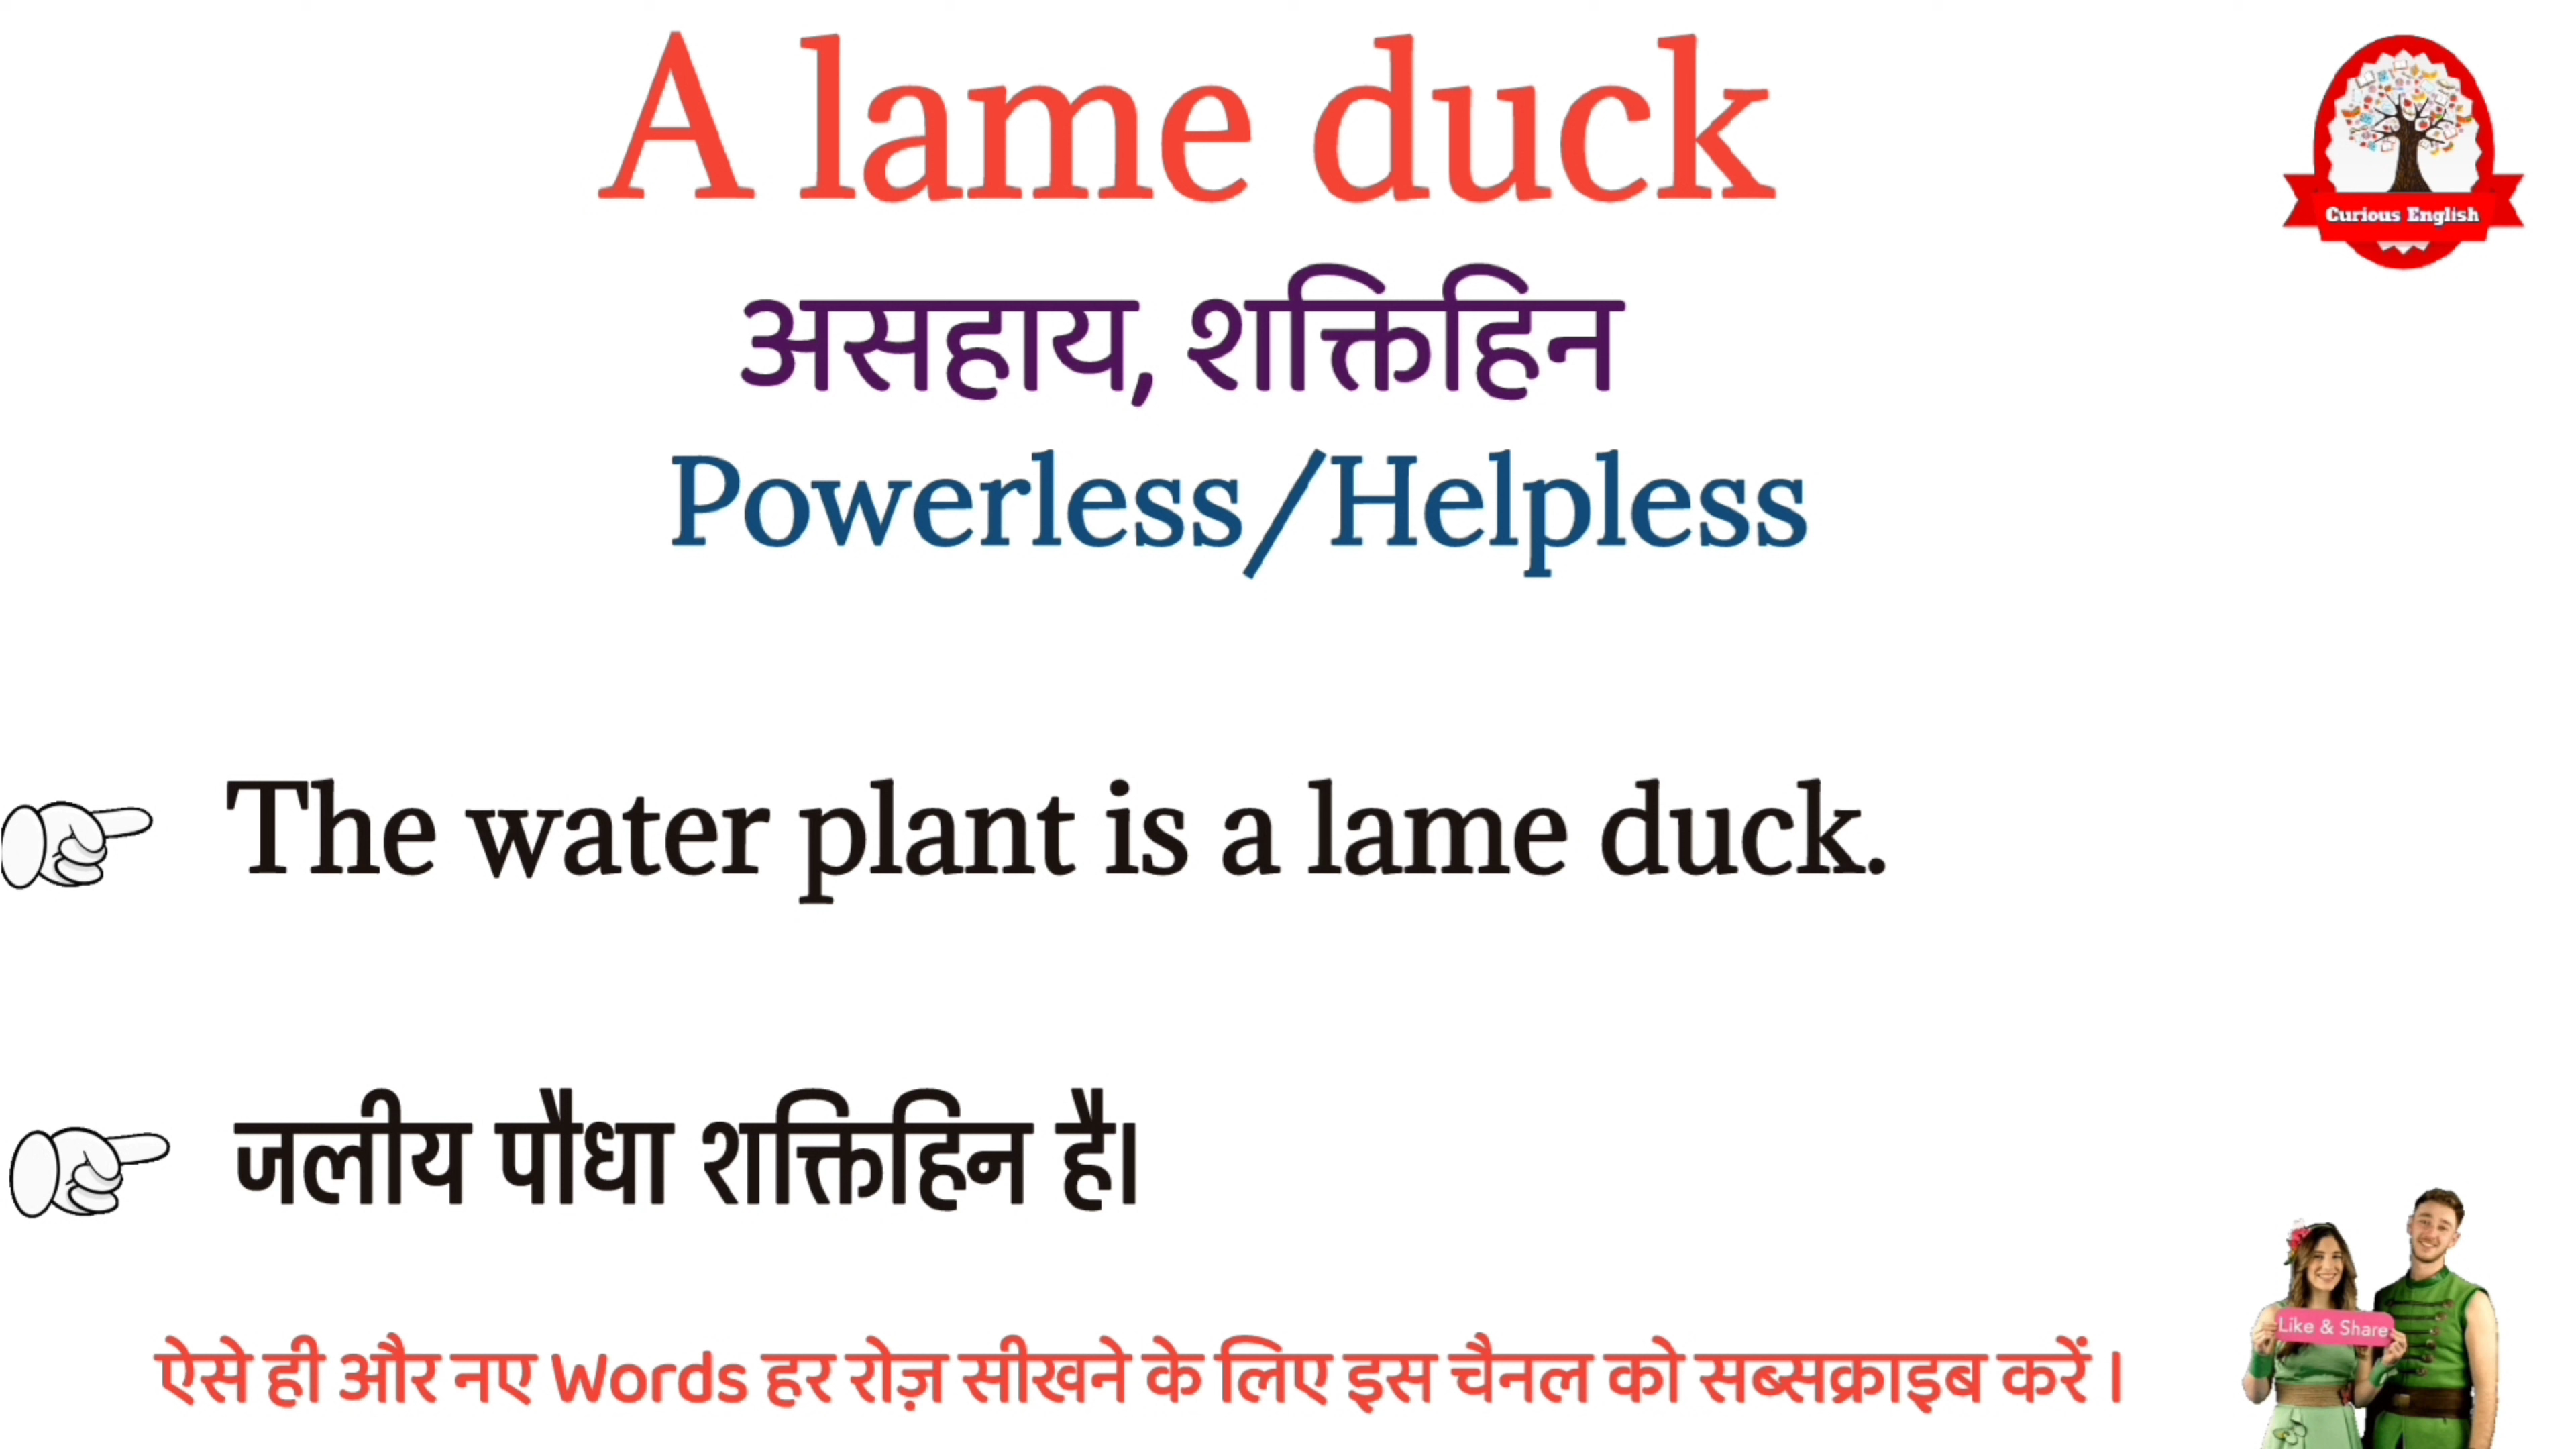 A lame duck
Curious English
असहाय, शक्तिहिन
Powerless/Helpless
The water plant is a lame duck.
जलीय पौधा शक्तिहिन है।
Like & Share
ऐसे ही और नए Words हर रोज़ सीखने के लिए इस चैनल को सब्सक्राइब करें ।